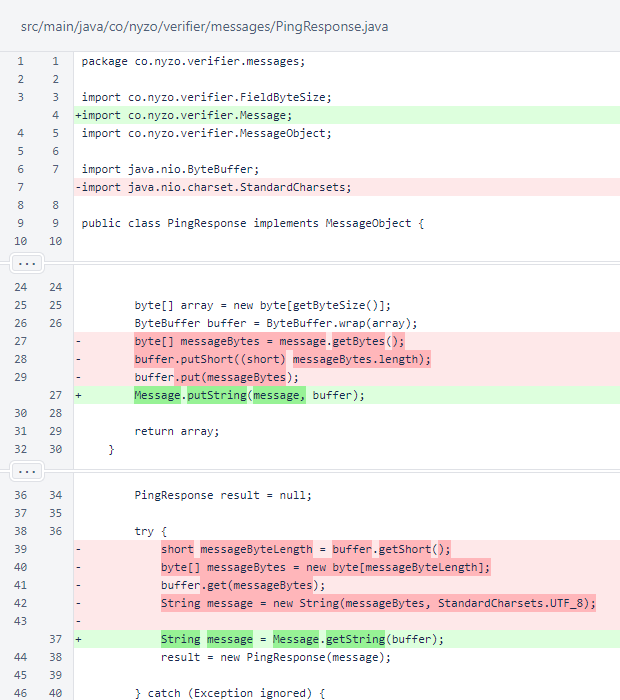 src/main/java/co/nyzo/verifier/messages/PingResponse.java
1 1 package co.nyzo.verifier.messages;
2 2
3 3 import co.nyzo.verifier.FieldByteSize;
4 +import co.nyzo.verifier.Message;
4 5 import co.nyzo.verifier.MessageObject;
5 6
6 7 import java.nio.ByteBuffer;
7 -import java.nio.charset.StandardCharsets;
8 8
9 9 public class PingResponse implements MessageObject {
10 10
...
24 24
25 25 byte[] array = new byte[getByteSize()];
26 26 ByteBuffer buffer = ByteBuffer.wrap(array);
27 - byte[] messageBytes = message.getBytes();
28 - buffer.putShort((short) messageBytes.length);
29 - buffer.put(messageBytes);
27 + Message.putString(message, buffer);
30 28
31 29 return array;
32 30 }
...
36 34 PingResponse result = null;
37 35
38 36 try {
39 - short messageByteLength = buffer.getShort();
40 - byte[] messageBytes = new byte[messageByteLength];
41 - buffer.get(messageBytes);
42 - String message = new String(messageBytes, StandardCharsets.UTF_8);
43 -
37 + String message = Message.getString(buffer);
44 38 result = new PingResponse(message);
45 39
46 40 } catch (Exception ignored) {